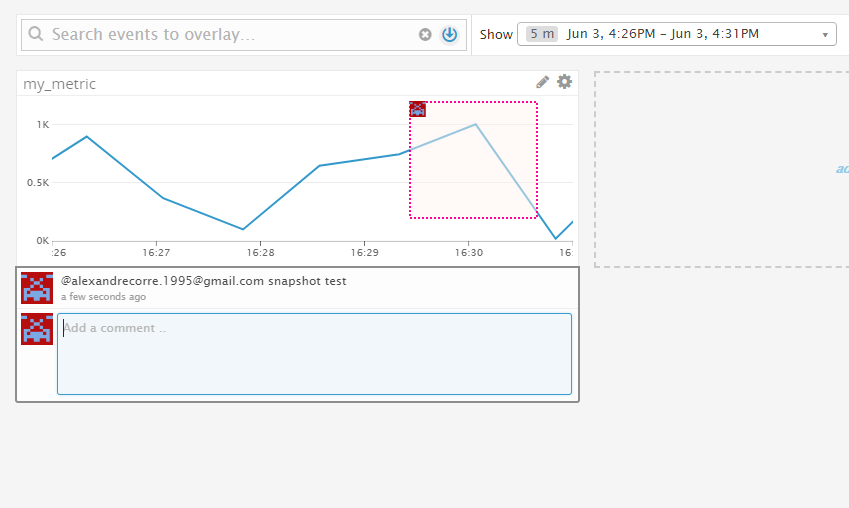 Search events to overlay...
Show 5 m Jun 3, 4:26PM - Jun 3, 4:31PM
my_metric
1K
0.5K
0K
:26 16:27 16:28 16:29 16:30 16:
@alexandrecorre.1995@gmail.com snapshot test
a few seconds ago
Add a comment ..